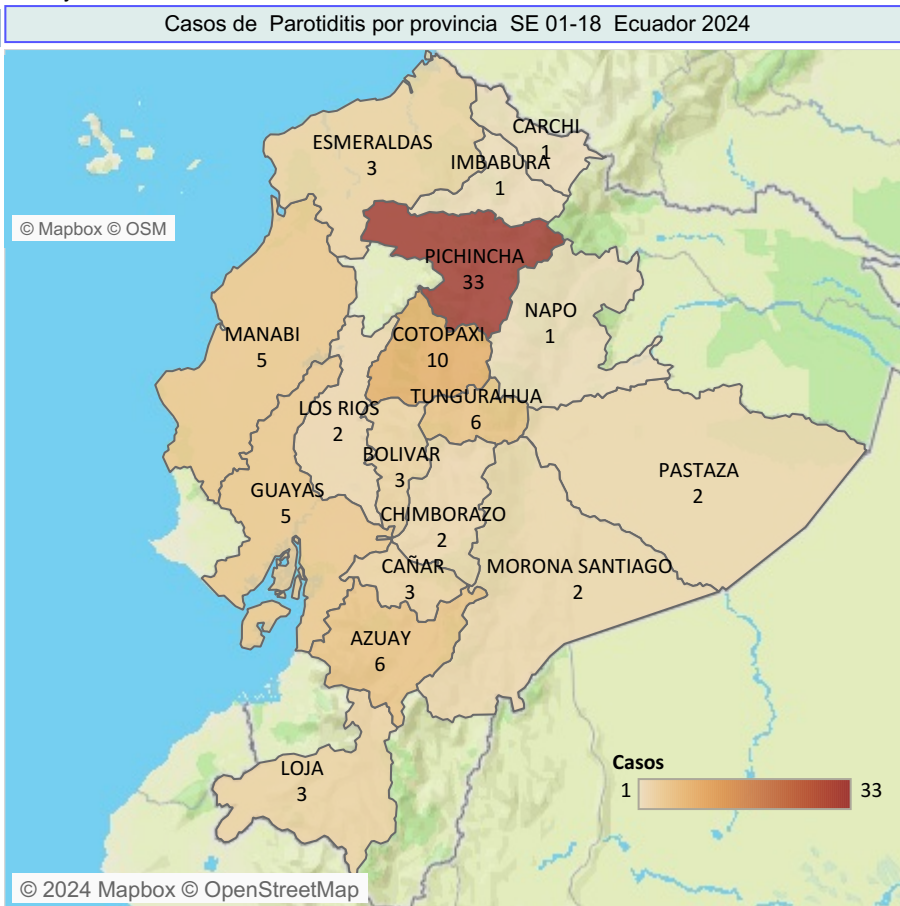 Casos de Parotiditis por provincia SE 01-18 Ecuador 2024
CARCHI
1
ESMERALDAS
3
IMBABURA
1
© Mapbox © OSM
PICHINCHA
33
NAPO
1
MANABI
5
COTOPAXI
10
TUNGURAHUA
6
LOS RIOS
2
BOLIVAR
3
PASTAZA
2
GUAYAS
5
CHIMBORAZO
2
CAÑAR
3
MORONA SANTIAGO
2
AZUAY
6
LOJA
3
Casos
1 33
© 2024 Mapbox © OpenStreetMap